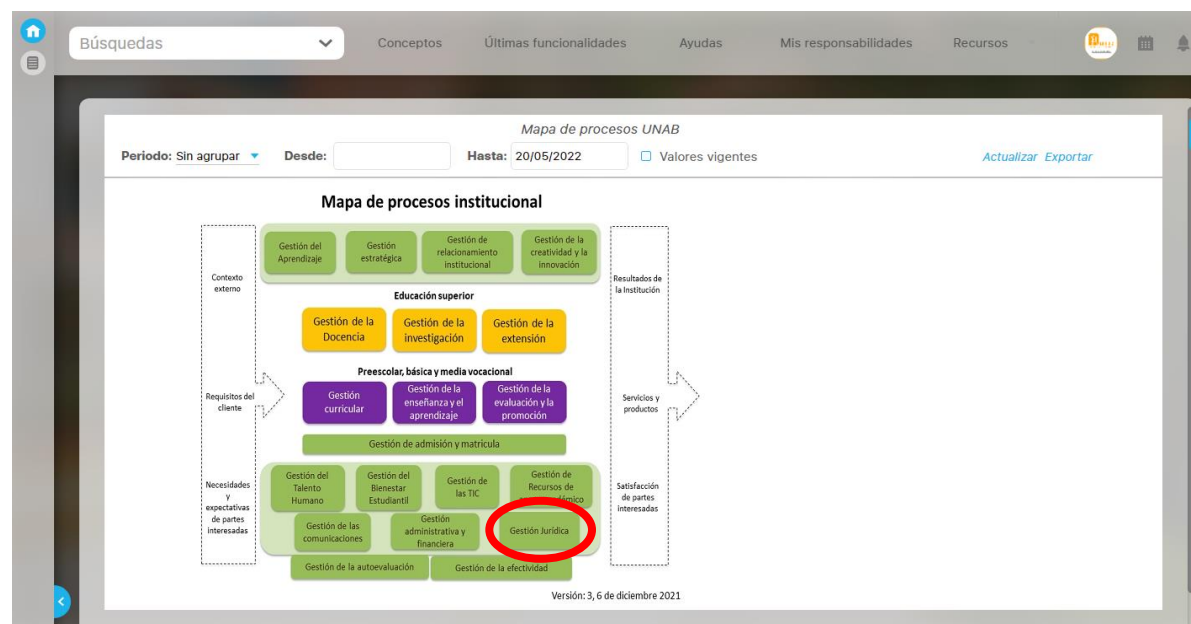 Búsquedas
Conceptos
Últimas funcionalidades
Ayudas
Mis responsabilidades
Recursos
Mapa de procesos UNAB
Periodo: Sin agrupar
Desde:
Hasta: 20/05/2022
Valores vigentes
Actualizar Exportar
Mapa de procesos institucional
Contexto
externo
Requisitos del
cliente
Necesidades
y
expectativas
de partes
interesadas
Gestión del
Aprendizaje
Gestión
estratégica
Gestión de
relacionamiento
institucional
Gestión de la
creatividad y la
innovación
Educación superior
Gestión de la
Docencia
Gestión de la
investigación
Gestión de la
extensión
Preescolar, básica y media vocacional
Gestión
curricular
Gestión de la
enseñanza y el
aprendizaje
Gestión de la
evaluación y la
promoción
Gestión de admisión y matricula
Gestión del
Talento
Humano
Gestión del
Bienestar
Estudiantil
Gestión de
las TIC
Gestión de
Recursos de
Gestión de las
comunicaciones
Gestión
administrativa y
financiera
Gestión Jurídica
Gestión de la autoevaluación
Gestión de la efectividad
Resultados de
la Institución
Servicios y
productos
Satisfacción
de partes
interesadas
Versión: 3, 6 de diciembre 2021